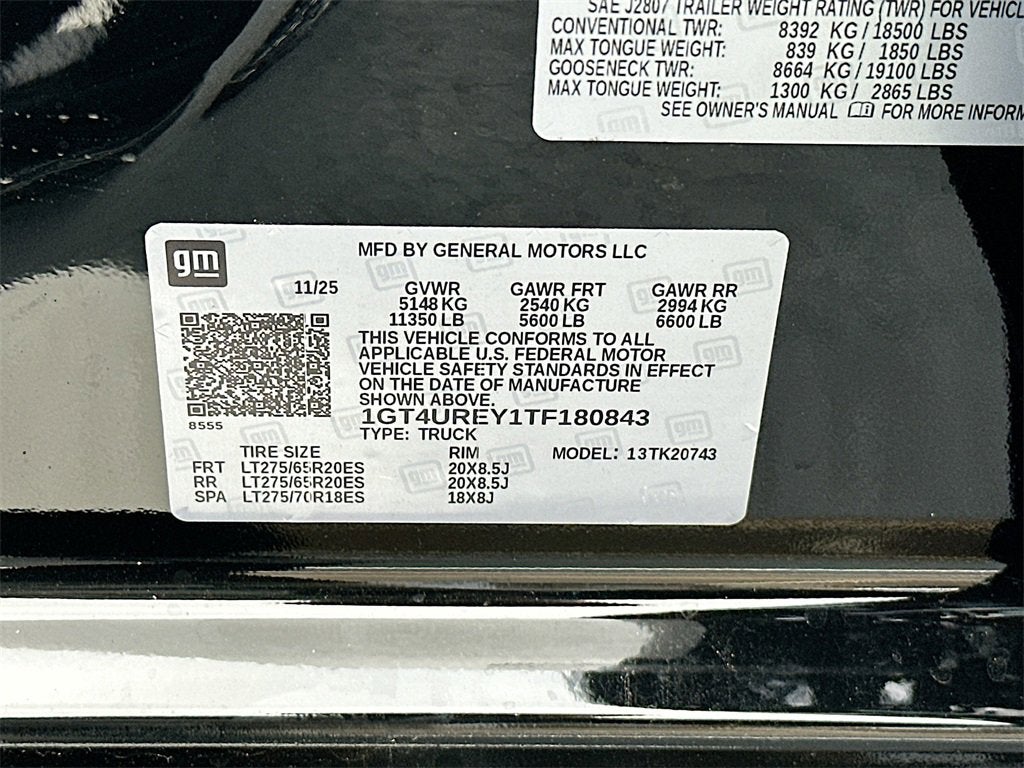 SAE J2807 TRAILER WEIGHT RATING (TWR) FOR VEHICL
CONVENTIONAL TWR: 8392 KG / 18500 LBS
MAX TONGUE WEIGHT: 839 KG / 1850 LBS
GOOSENECK TWR: 8664 KG / 19100 LBS
MAX TONGUE WEIGHT: 1300 KG / 2865 LBS
SEE OWNER'S MANUAL FOR MORE INFORM
gm
MFD BY GENERAL MOTORS LLC
11/25 GVWR GAWR FRT GAWR RR
5148 KG 2540 KG 2994 KG
11350 LB 5600 LB 6600 LB
THIS VEHICLE CONFORMS TO ALL
APPLICABLE U.S. FEDERAL MOTOR
VEHICLE SAFETY STANDARDS IN EFFECT
ON THE DATE OF MANUFACTURE
SHOWN ABOVE.
1GT4UREY1TF180843
8555
TYPE: TRUCK
TIRE SIZE RIM MODEL: 13TK20743
FRT LT275/65R20ES 20X8.5J
RR LT275/65R20ES 20X8.5J
SPA LT275/70R18ES 18X8J